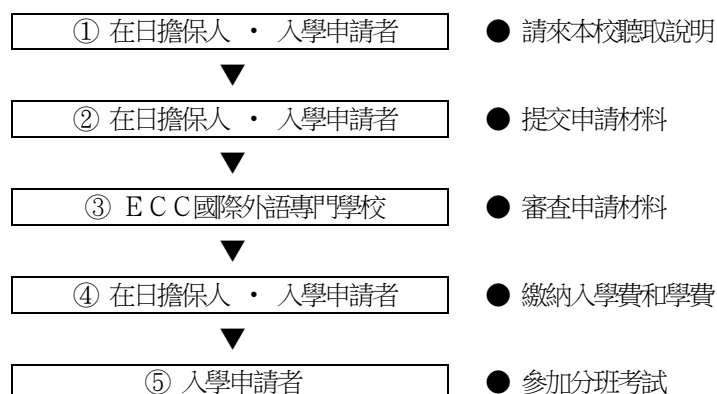 ① 在日擔保人 ・ 入學申請者 ● 請來本校聽取說明
▼
② 在日擔保人 ・ 入學申請者 ● 提交申請材料
▼
③ ＥＣＣ國際外語專門學校 ● 審查申請材料
▼
④ 在日擔保人 ・ 入學申請者 ● 繳納入學費和學費
▼
⑤ 入學申請者 ● 參加分班考試